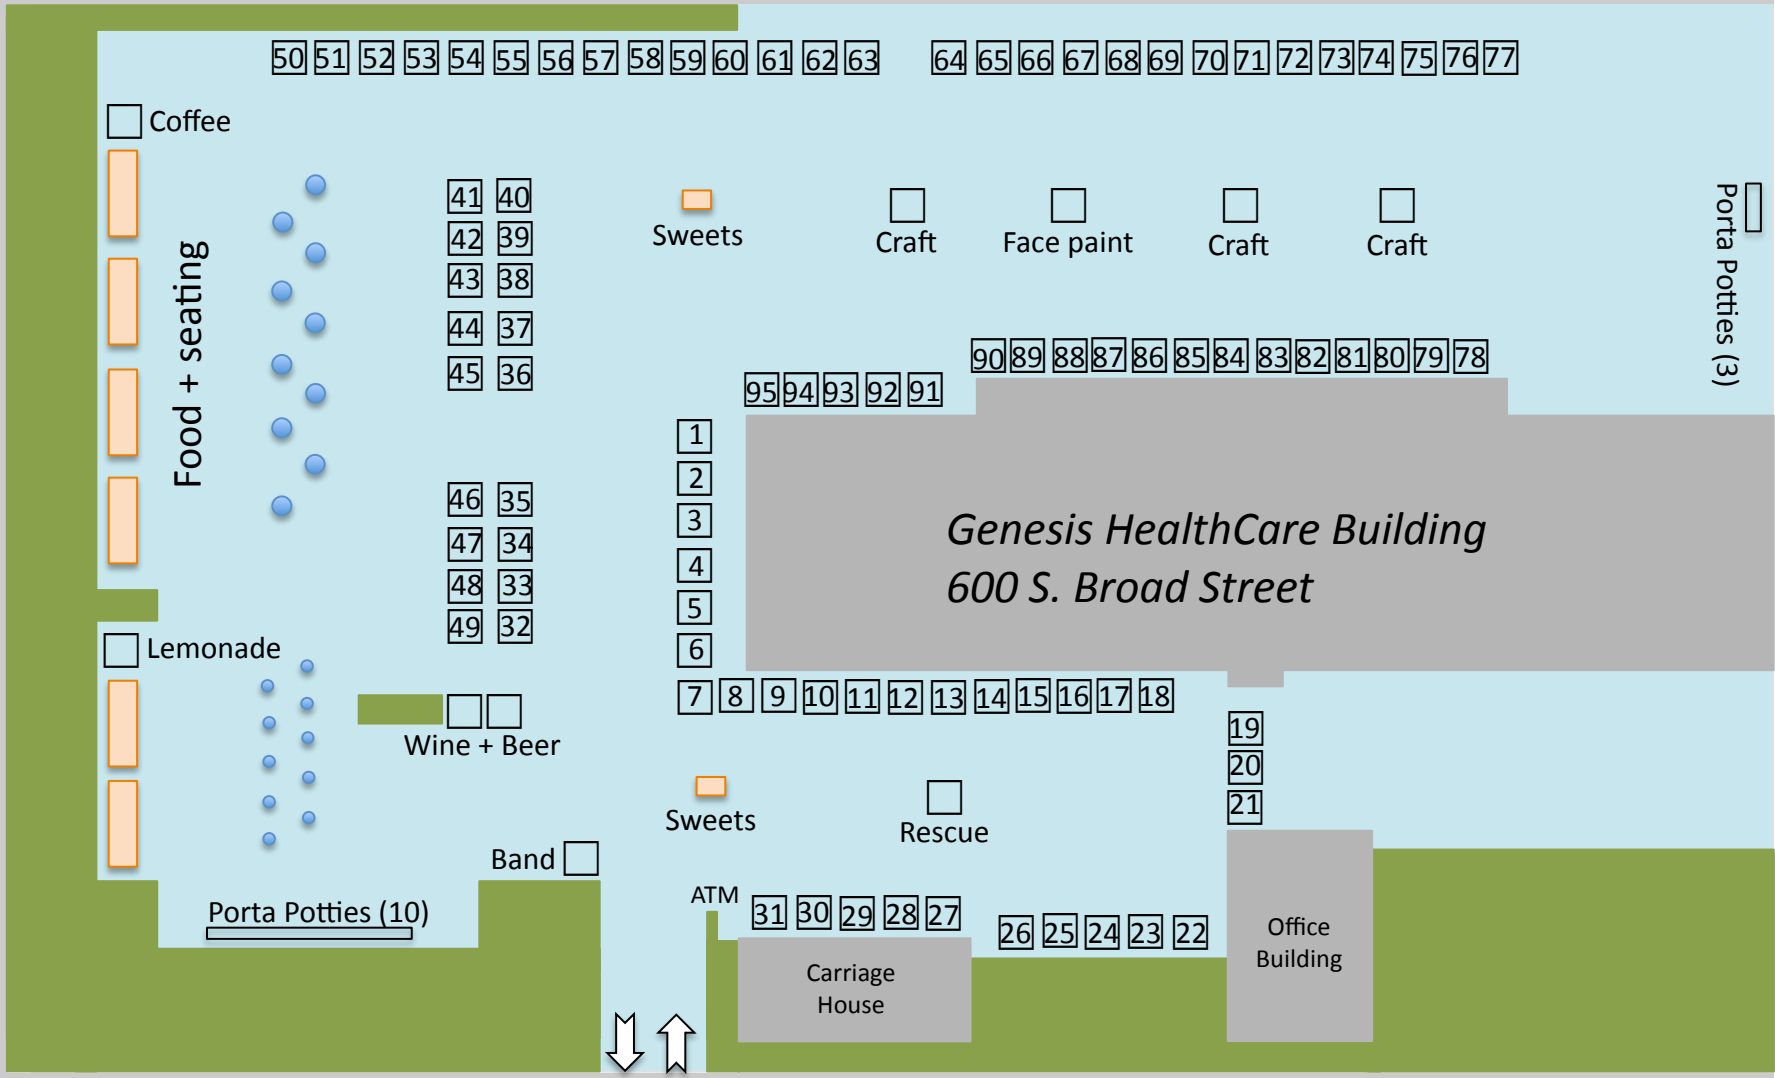 50 51 52 53 54 55 56 57 58 59 60 61 62 63 64 65 66 67 68 69 70 71 72 73 74 75 76 77
Coffee
Food + seating
41 40
42 39
43 38
44 37
45 36
46 35
47 34
48 33
49 32
Sweets
Craft
Face paint
Craft
Craft
Porta Potties (3)
90 89 88 87 86 85 84 83 82 81 80 79 78
95 94 93 92 91
1
2
3
4
5
6
7 8 9 10 11 12 13 14 15 16 17 18
Genesis HealthCare Building
600 S. Broad Street
19
20
21
Lemonade
Wine + Beer
Sweets
Rescue
Band
Porta Potties (10)
ATM
31 30 29 28 27
26 25 24 23 22
Carriage
House
Office
Building